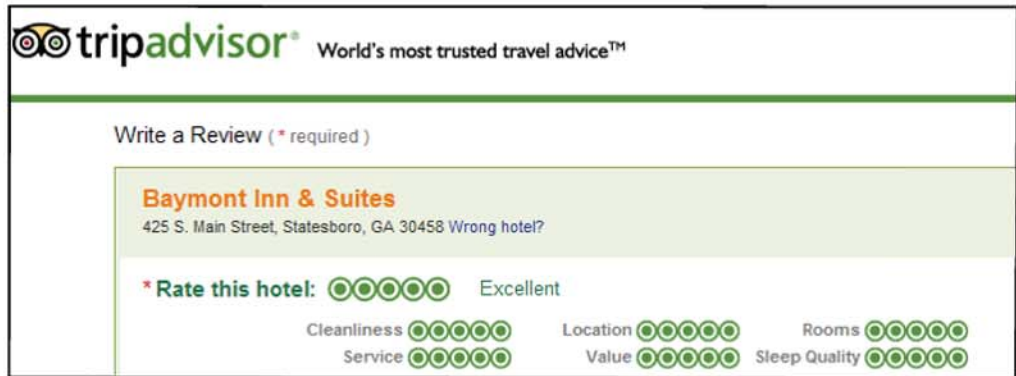 tripadvisor® World's most trusted travel advice™
Write a Review ( * required )
Baymont Inn & Suites
425 S. Main Street, Statesboro, GA 30458 Wrong hotel?
* Rate this hotel: Excellent
Cleanliness Location Rooms
Service Value Sleep Quality